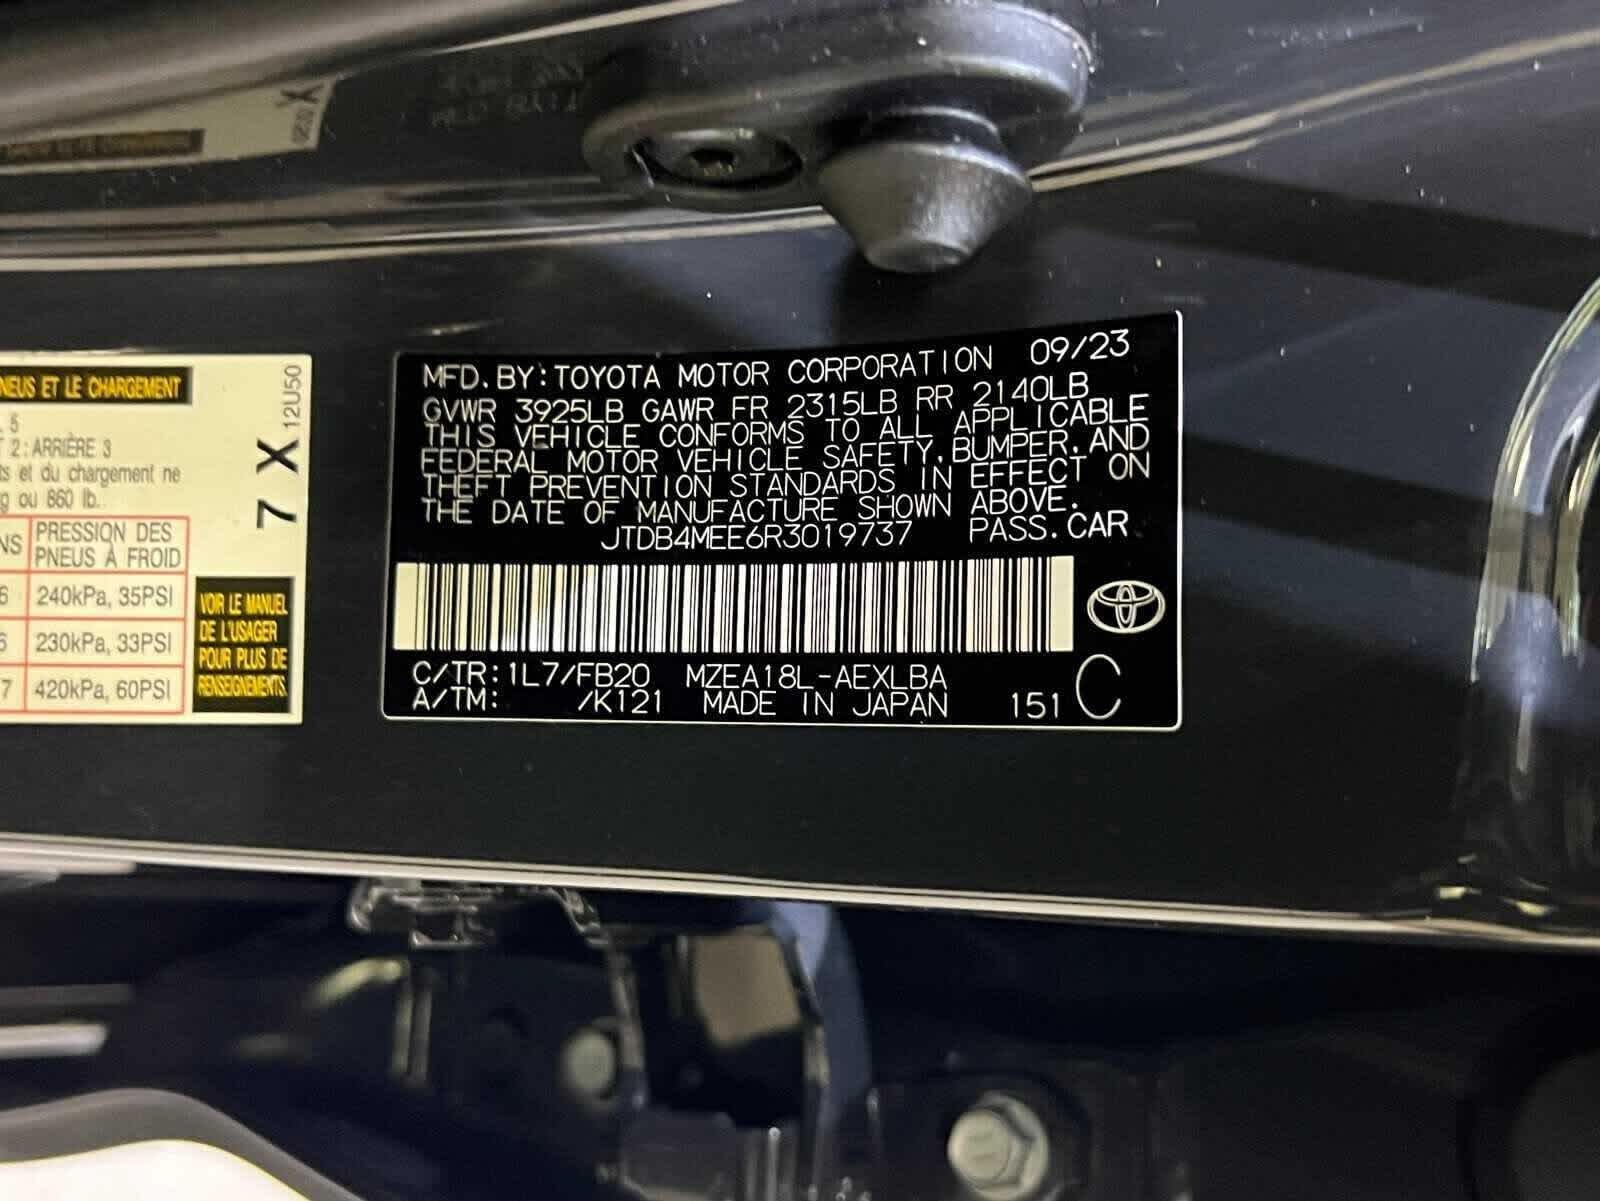 PNEUS ET LE CHARGEMENT
5
2:ARRIÈRE 3
et du chargement ne
ou 860 lb.
PRESSION DES
PNEUS À FROID
240kPa, 35PSI
230kPa, 33PSI
7 420kPa, 60PSI
VOIR LE MANUEL
DE L'USAGER
POUR PLUS DE
RENSEIGNEMENTS.
7 X 12U50
MFD. BY: TOYOTA MOTOR CORPORATION 09/23
GVWR 3925LB GAWR FR 2315LB RR 2140LB
THIS VEHICLE CONFORMS TO ALL APPLICABLE
FEDERAL MOTOR VEHICLE SAFETY, BUMPER, AND
THEFT PREVENTION STANDARDS IN EFFECT ON
THE DATE OF MANUFACTURE SHOWN ABOVE.
JTDB4MEE6R3019737 PASS. CAR
C/TR: 1L7/FB20 MZEA18L-AEXLBA
A/TM: /K121 MADE IN JAPAN 151 C